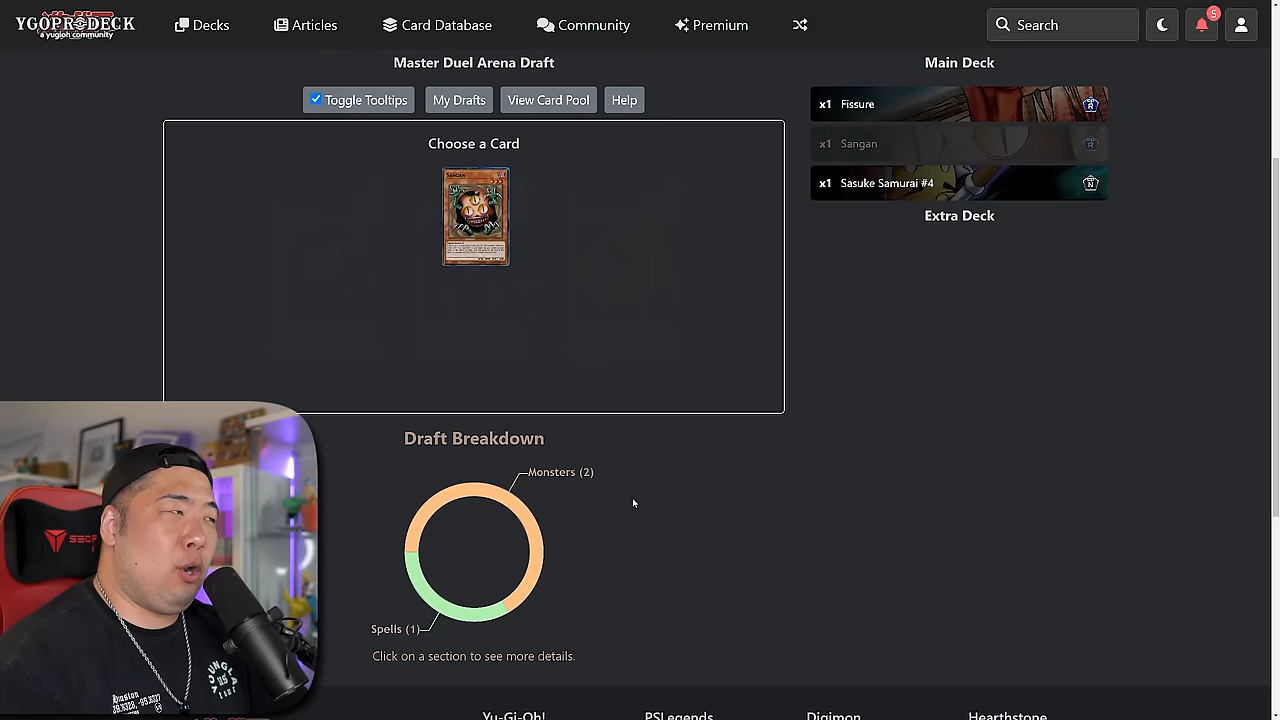 YGOPRODECK
a yugioh community
Decks
Articles
Card Database
Community
Premium
Search
5
Master Duel Arena Draft
Main Deck
Toggle Tooltips
My Drafts
View Card Pool
Help
x1 Fissure
R
Choose a Card
x1 Sangan
R
SANGAN
x1 Sasuke Samurai #4
N
Extra Deck
Draft Breakdown
Monsters (2)
Spells (1)
Click on a section to see more details.
Yu-Gi-Oh!
PSLegends
Digimon
Hearthstone